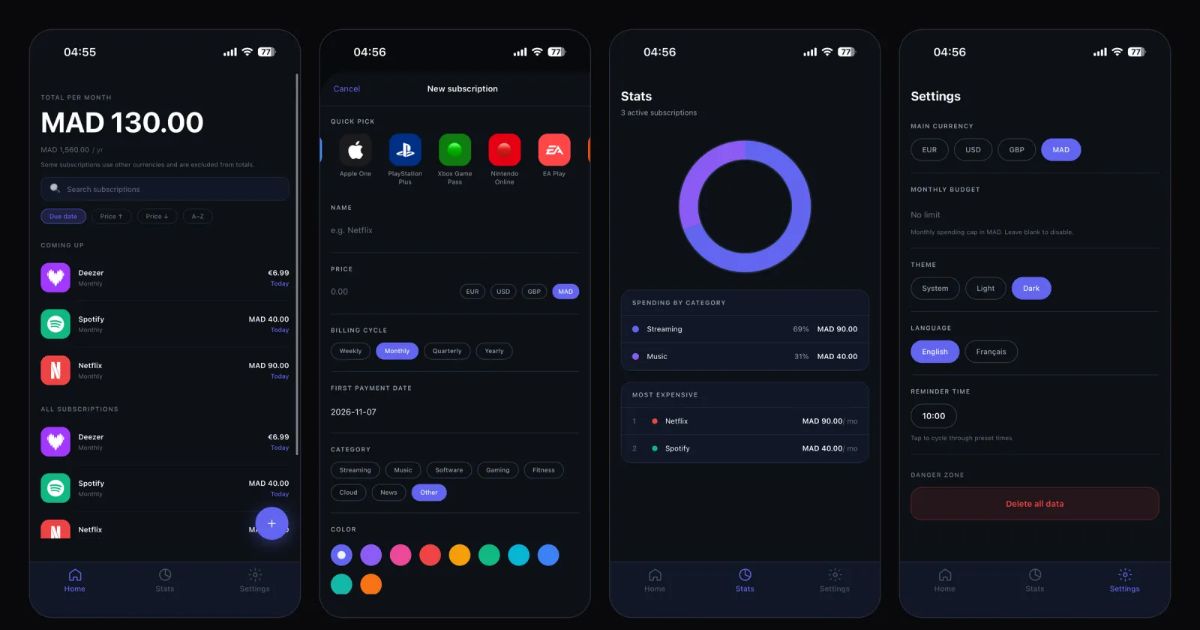 04:55
77
TOTAL PER MONTH
MAD 130.00
MAD 1,560.00 / yr
Some subscriptions use other currencies and are excluded from totals.
Search subscriptions
Due date Price ↑ Price ↓ A-Z
COMING UP
Deezer €6.99
Monthly Today
Spotify MAD 40.00
Monthly Today
Netflix MAD 90.00
Monthly Today
ALL SUBSCRIPTIONS
Deezer €6.99
Monthly Today
Spotify MAD 40.00
Monthly Today
Netflix
+
Home Stats Settings
04:56
77
Cancel New subscription
QUICK PICK
EA
Apple One PlayStation Xbox Game Nintendo EA Play
Plus Pass Online
NAME
e.g. Netflix
PRICE
0.00 EUR USD GBP MAD
BILLING CYCLE
Weekly Monthly Quarterly Yearly
FIRST PAYMENT DATE
2026-11-07
CATEGORY
Streaming Music Software Gaming Fitness
Cloud News Other
COLOR
04:56
77
Stats
3 active subscriptions
SPENDING BY CATEGORY
Streaming 69% MAD 90.00
Music 31% MAD 40.00
MOST EXPENSIVE
1 Netflix MAD 90.00/ mo
2 Spotify MAD 40.00/ mo
Home Stats Settings
04:56
77
Settings
MAIN CURRENCY
EUR USD GBP MAD
MONTHLY BUDGET
No limit
Monthly spending cap in MAD. Leave blank to disable.
THEME
System Light Dark
LANGUAGE
English Français
REMINDER TIME
10:00
Tap to cycle through preset times.
DANGER ZONE
Delete all data
Home Stats Settings